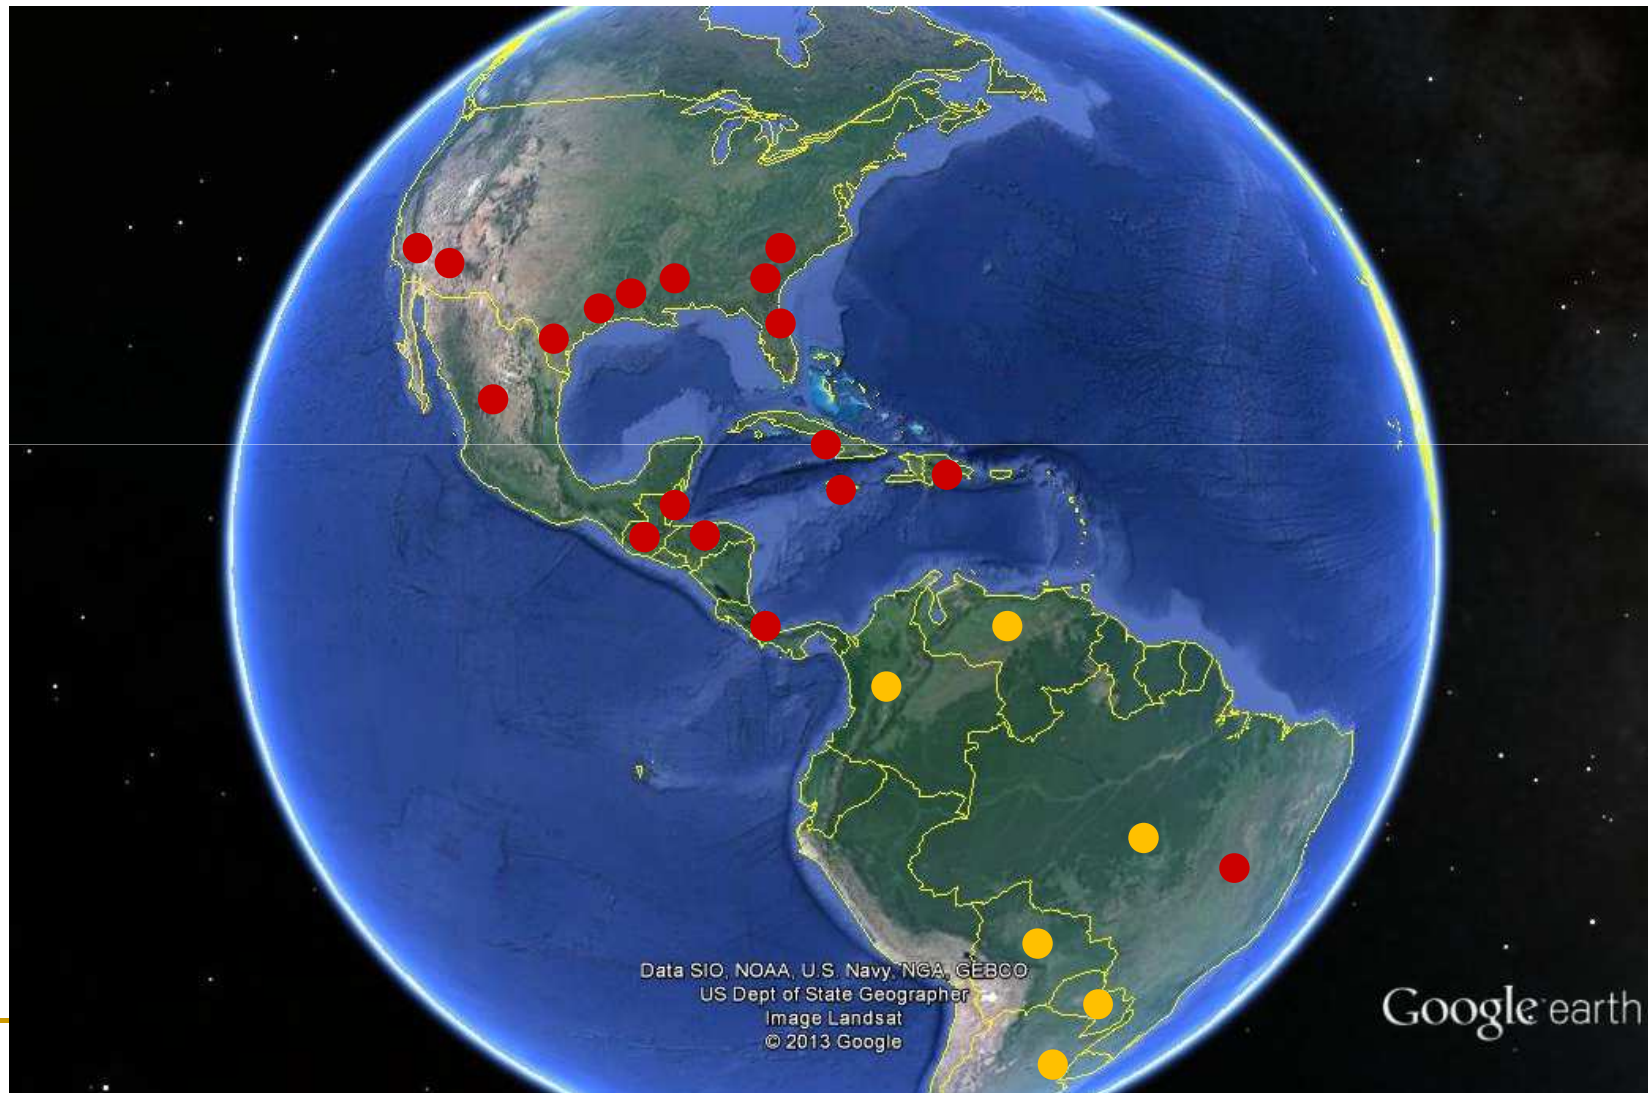 Data SIO, NOAA, U.S. Navy, NGA, GEBCO
US Dept of State Geographer
Image Landsat
© 2013 Google
Google earth